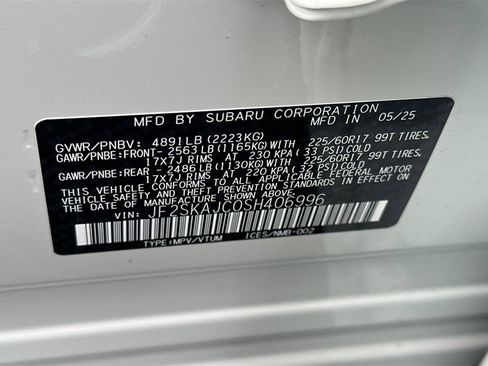 MFD BY SUBARU CORPORATION IN 05/25
GVWR/PNBV: 4891LB(2223KG)
GAWR/PNBE:FRONT- 2563LB(1165KG)WITH 225/60R17 99T TIRES.
17X7J RIMS AT 230 KPA (33 PSI)COLD
GAWR/PNBE:REAR - 2486LB(1130KG)WITH 225/60R17 99T TIRES.
17X7J RIMS AT 220 KPA (32 PSI)COLD
THIS VEHICLE CONFORMS TO ALL APPLICABLE FEDERAL MOTOR
VEHICLE SAFETY, BUMPER, AND THEFT PREVENTION STANDARDS
IN EFFECT ON THE DATE OF MANUFACTURE SHOWN ABOVE.
VIN: JF2SKAJC0SH406996
TYPE:MPV/VTUM ICES/NMB-002